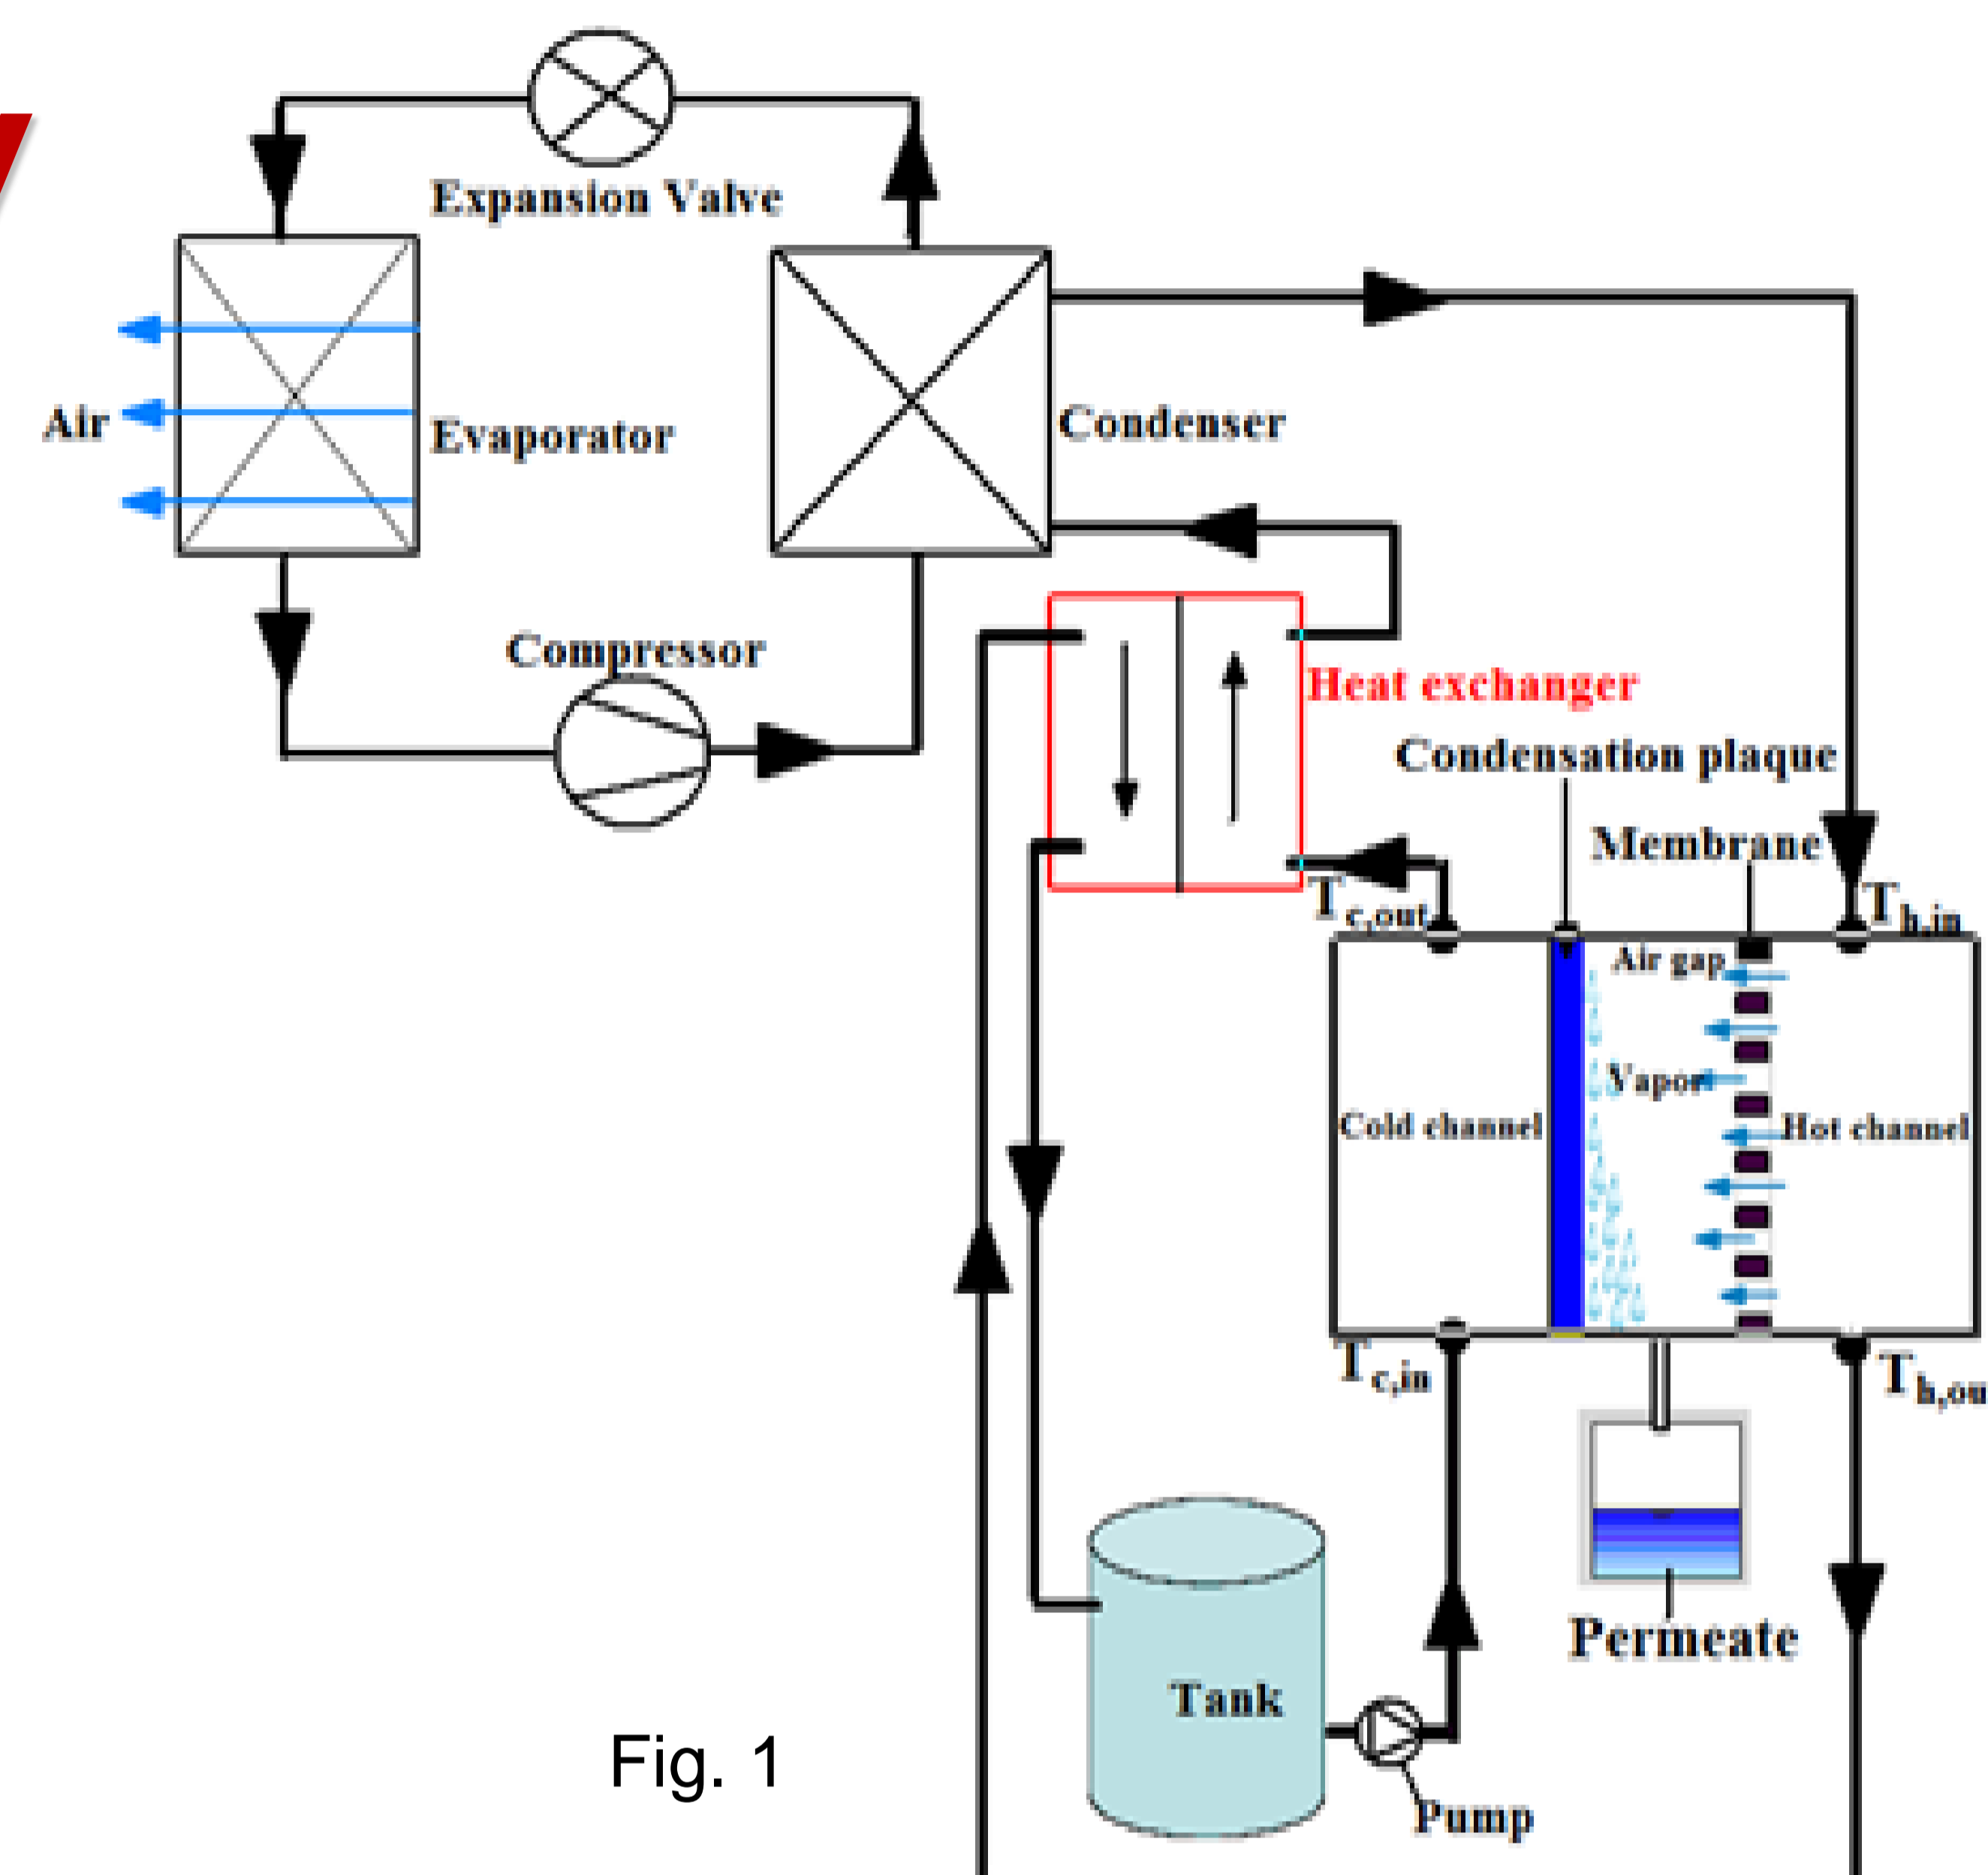 Expansion Valve
Air
Evaporator
Condenser
Compressor
Heat exchanger
Condensation plaque
Membrane
T c,out
T h,in
Air gap
Vapor
Cold channel
Hot channel
T c,in
T h,ou
Permeate
Tank
Fig. 1
Pump